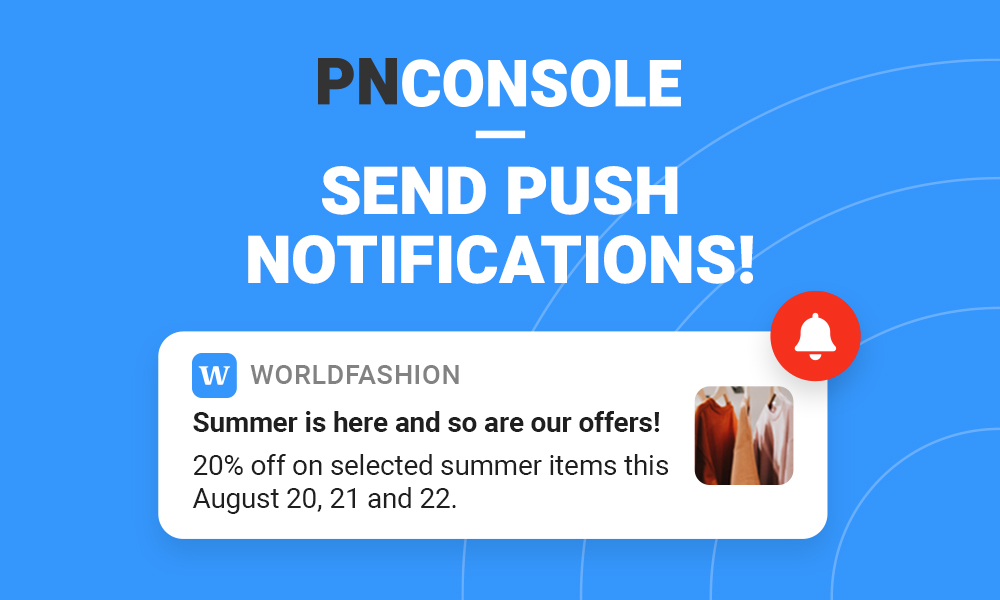 PNCONSOLE
SEND PUSH
NOTIFICATIONS!
W WORLDFASHION
Summer is here and so are our offers!
20% off on selected summer items this
August 20, 21 and 22.